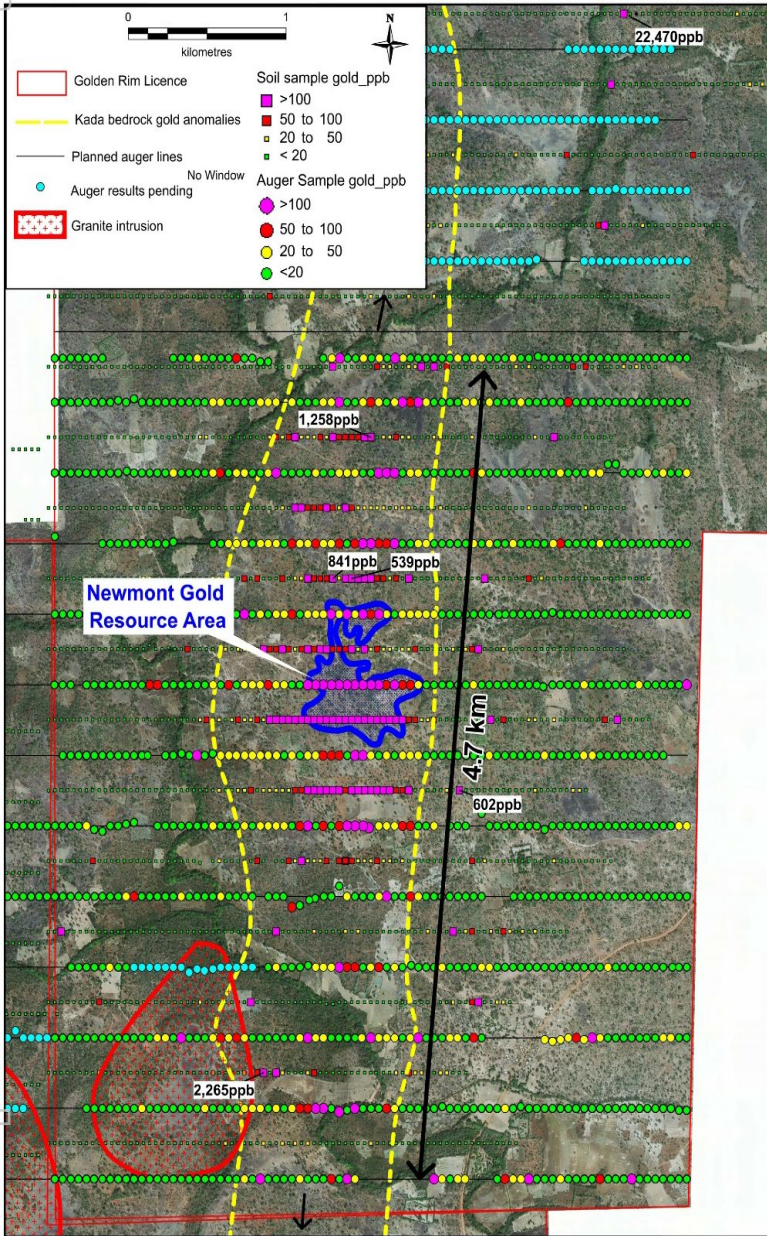 0 1
kilometres
N
Golden Rim Licence
Kada bedrock gold anomalies
Planned auger lines
No Window
Auger results pending
Granite intrusion
Soil sample gold_ppb
>100
50 to 100
20 to 50
< 20
Auger Sample gold_ppb
>100
50 to 100
20 to 50
<20
22,470ppb
1,258ppb
841ppb 539ppb
Newmont Gold
Resource Area
4.7 km
602ppb
2,265ppb